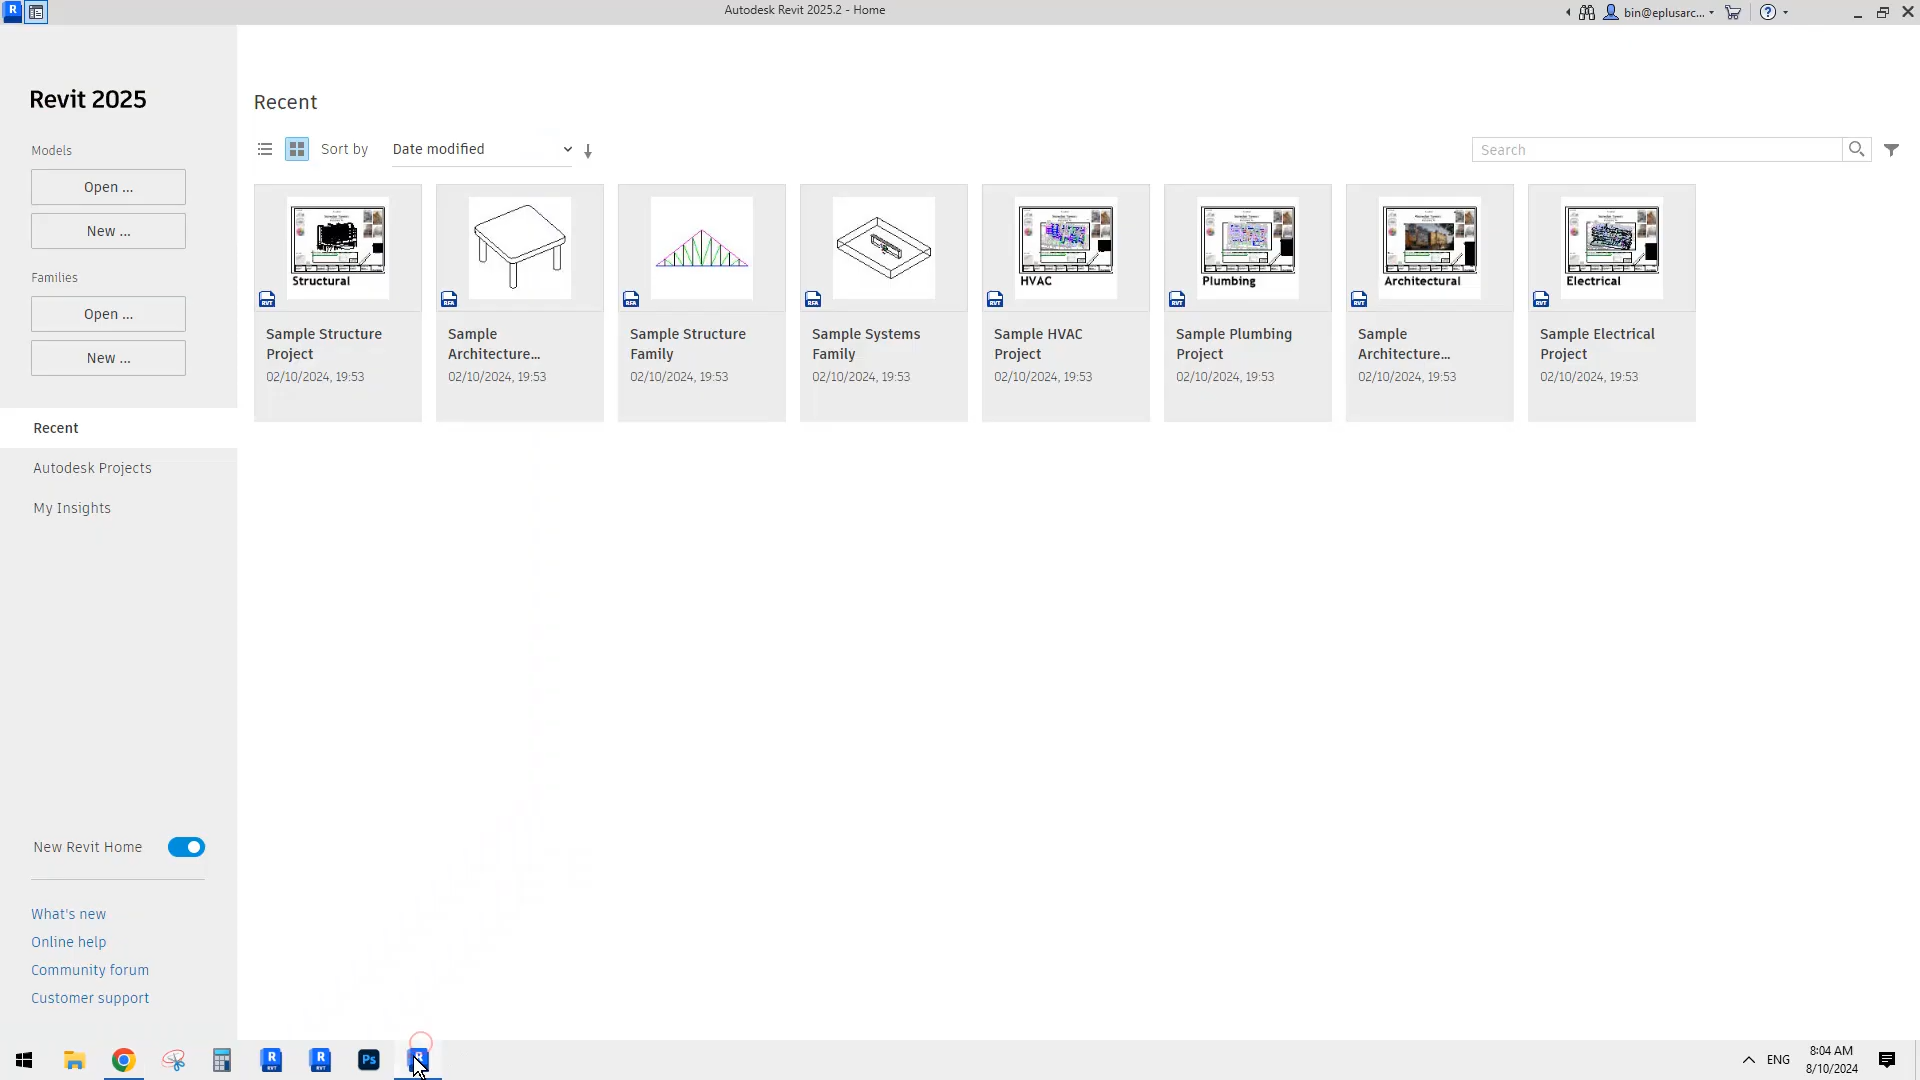 Autodesk Revit 2025.2 - Home
bin@eplusarc...
Revit 2025
Models
Open ...
New ...
Families
Open ...
New ...
Recent
Autodesk Projects
My Insights
New Revit Home
What's new
Online help
Community forum
Customer support
Recent
Sort by
Date modified
Search
Structural
Sample Structure
Project
02/10/2024, 19:53
Sample
Architecture...
02/10/2024, 19:53
Sample Structure
Family
02/10/2024, 19:53
Sample Systems
Family
02/10/2024, 19:53
HVAC
Sample HVAC
Project
02/10/2024, 19:53
Plumbing
Sample Plumbing
Project
02/10/2024, 19:53
Architectural
Sample
Architecture...
02/10/2024, 19:53
Electrical
Sample Electrical
Project
02/10/2024, 19:53
Ps
ENG
8:04 AM
8/10/2024